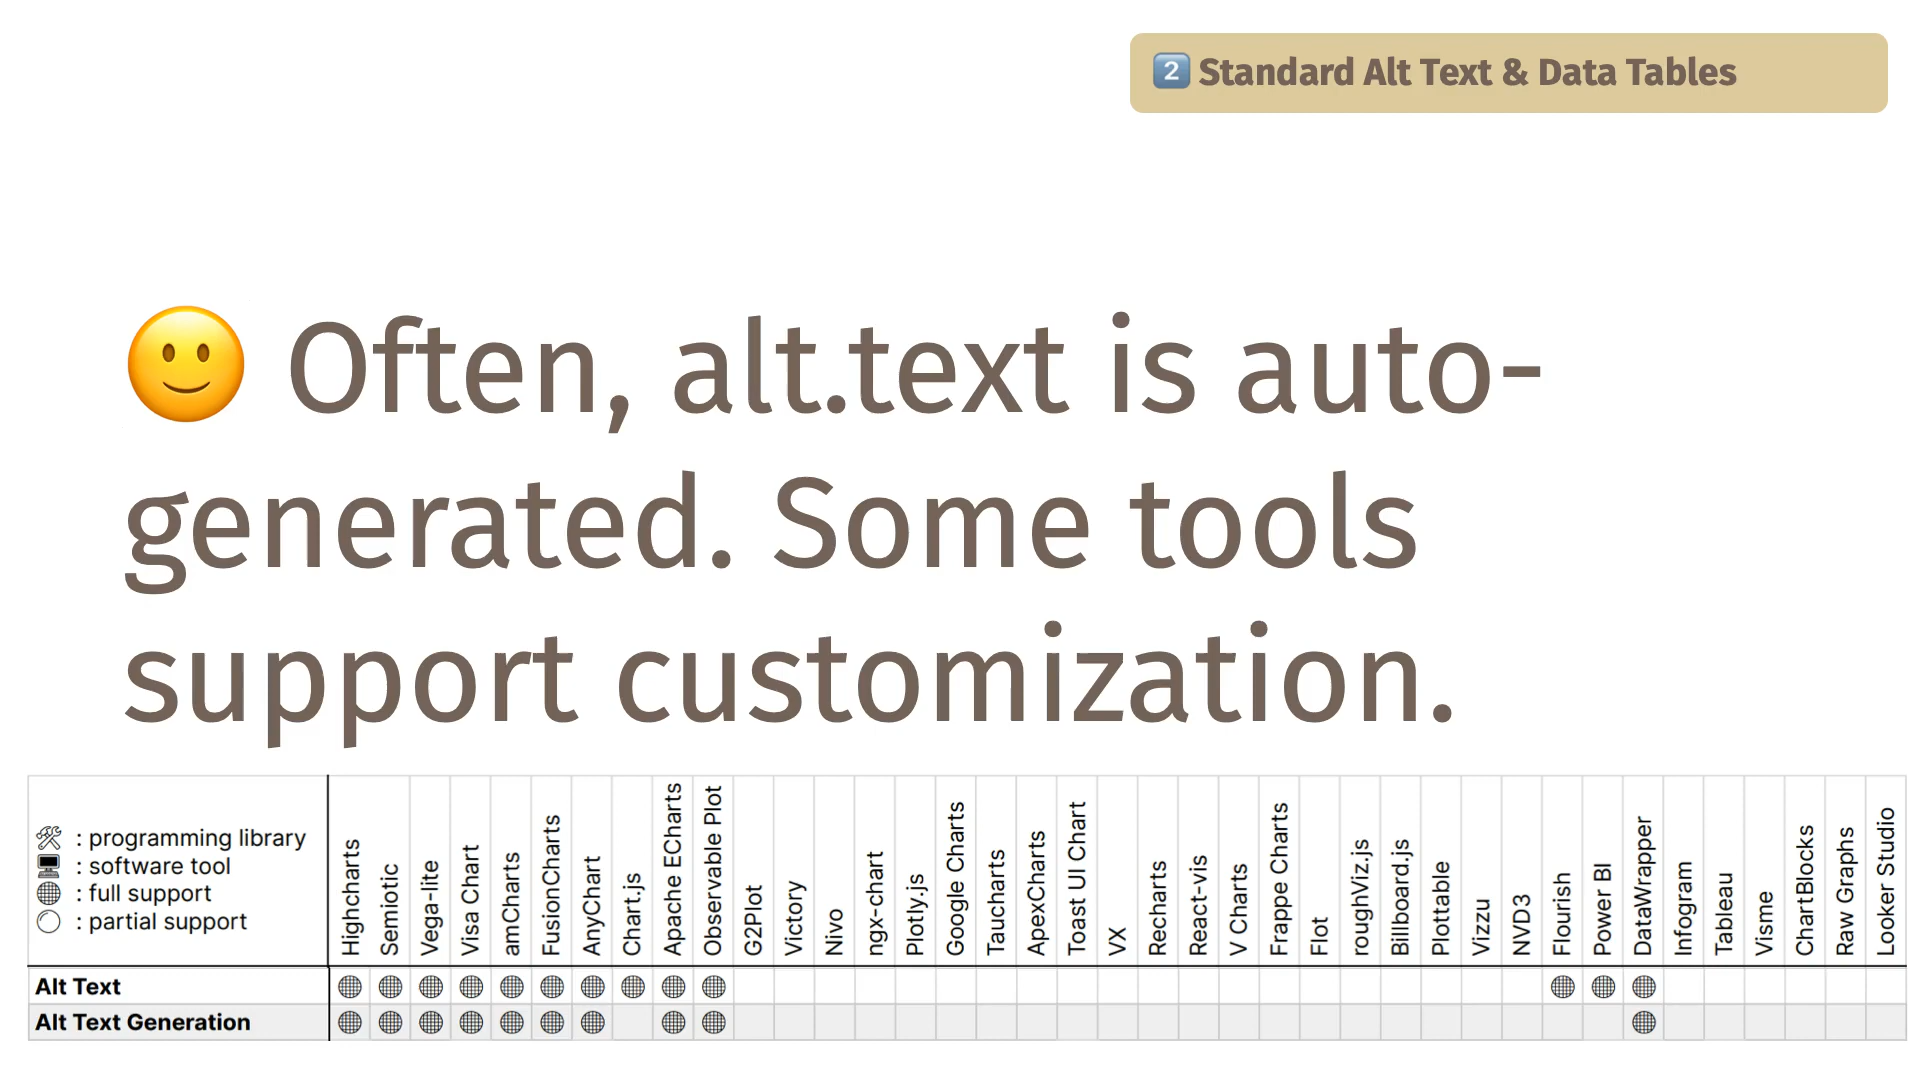 2 Standard Alt Text & Data Tables
🙂 Often, alt.text is auto-
generated. Some tools
support customization.
🛠 : programming library
🖥 : software tool
: full support
: partial support
Highcharts
Semiotic
Vega-lite
Visa Chart
amCharts
FusionCharts
AnyChart
Chart.js
Apache ECharts
Observable Plot
G2Plot
Victory
Nivo
ngx-chart
Plotly.js
Google Charts
Taucharts
ApexCharts
Toast UI Chart
VX
Recharts
React-vis
V Charts
Frappe Charts
Flot
roughViz.js
Billboard.js
Plottable
Vizzu
NVD3
Flourish
Power BI
DataWrapper
Infogram
Tableau
Visme
ChartBlocks
Raw Graphs
Looker Studio
Alt Text
Alt Text Generation